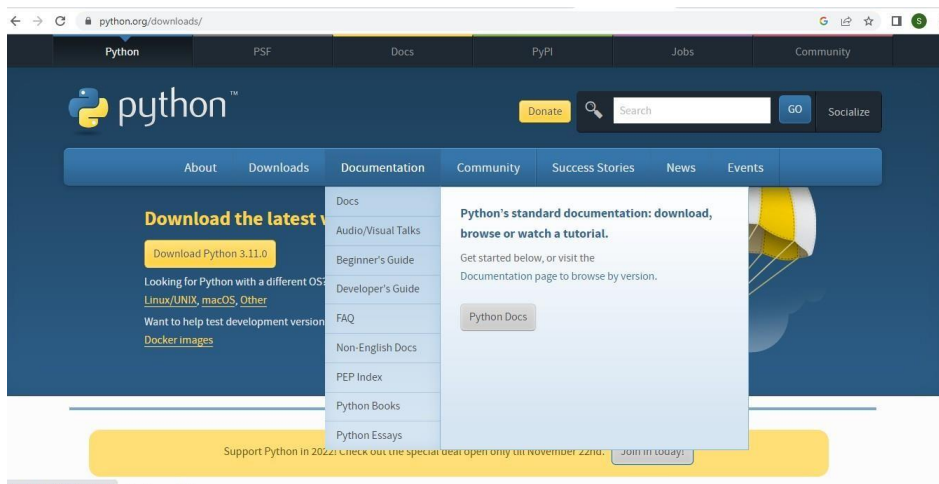 python.org/downloads/
G
S
Python PSF Docs PyPI Jobs Community
python™
Donate Search GO Socialize
About Downloads Documentation Community Success Stories News Events
Download the latest
Download Python 3.11.0
Looking for Python with a different OS?
Linux/UNIX, macOS, Other
Want to help test development version
Docker images
Docs
Audio/Visual Talks
Beginner's Guide
Developer's Guide
FAQ
Non-English Docs
PEP Index
Python Books
Python Essays
Python's standard documentation: download,
browse or watch a tutorial.
Get started below, or visit the
Documentation page to browse by version.
Python Docs
Support Python in 2022! Check out the special deal open only till November 22nd. Join in today!